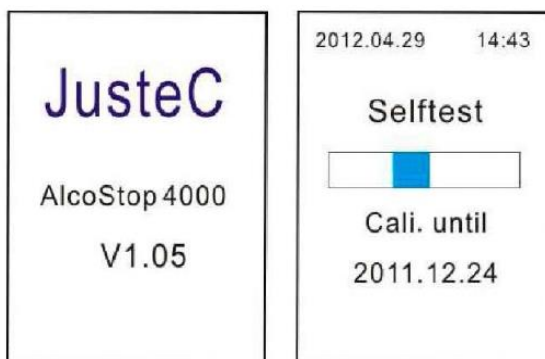 JusteC
AlcoStop 4000
V1.05
2012.04.29 14:43
Selftest
Cali. until
2011.12.24